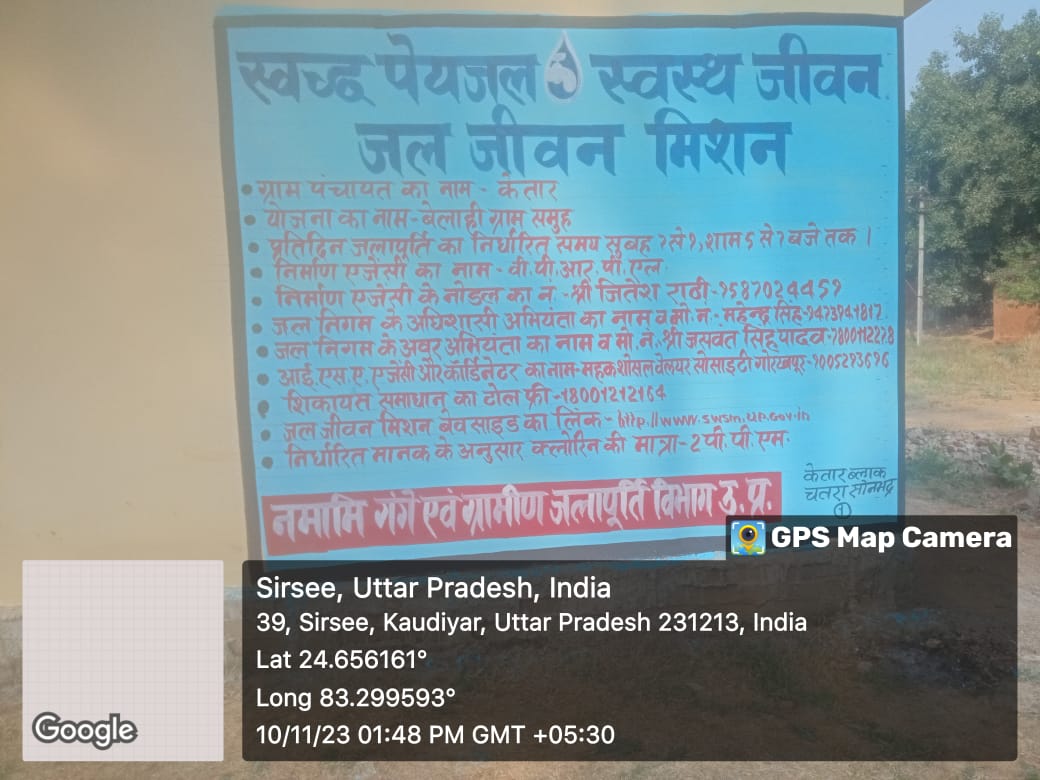 स्वच्छ पेयजल स्वस्थ जीवन
जल जीवन मिशन
ग्राम पंचायत का नाम - केतार
योजना का नाम - बेलाही ग्राम समुह
प्रतिदिन जलापूर्ति का निर्धारित समय सुबह 7 से 9, शाम 5 से 7 बजे तक।
निर्माण एजेंसी का नाम - वी.पी.आर.पी.एल.
निर्माण एजेंसी के नोडल का नं. - श्री जितेश राठी - 9587024459
जल निगम के अधिशासी अभियंता का नाम व मो. नं. - महेन्द्र सिंह - 9473941817
जल निगम के अवर अभियंता का नाम व मो. नं. श्री जसवंत सिंह यादव -
आई.एस.ए. एजेंसी और कॉर्डिनेटर का नाम - महक शोसल वेलफयर सोसाइटी गोरखपुर - 9005293696
शिकायत समाधान का टोल फ्री - 18001212164
जल जीवन मिशन बेवसाइड का लिंक - http://www.swsm.up.gov.in
निर्धारित मानक के अनुसार क्लोरिन की मात्रा - 2 पी.पी.एम.
नमामि गंगे एवं ग्रामीण जलापूर्ति विभाग उ.प्र.
केतार ब्लाक
चतरा सोनभद्र
1
GPS Map Camera
Sirsee, Uttar Pradesh, India
39, Sirsee, Kaudiyar, Uttar Pradesh 231213, India
Lat 24.656161°
Long 83.299593°
10/11/23 01:48 PM GMT +05:30
Google